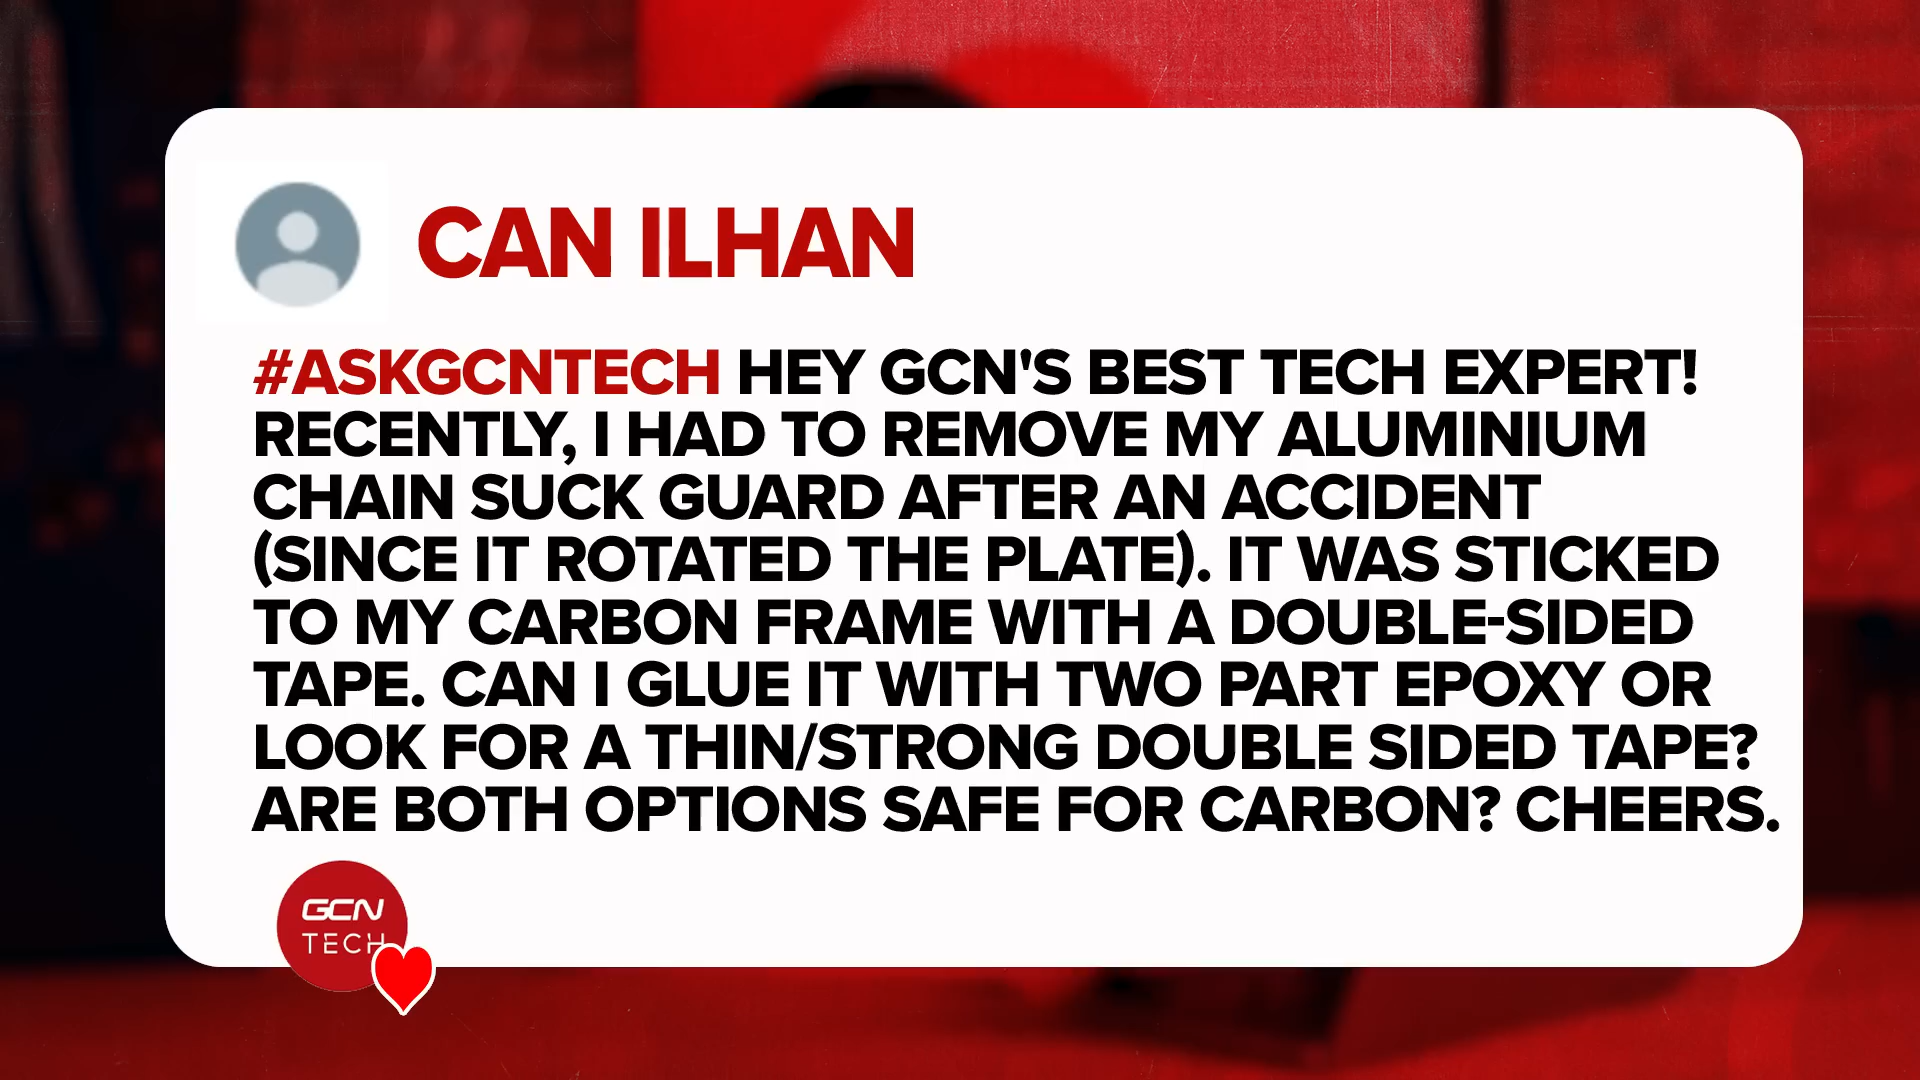 CAN ILHAN
#ASKGCNTECH HEY GCN'S BEST TECH EXPERT!
RECENTLY, I HAD TO REMOVE MY ALUMINIUM
CHAIN SUCK GUARD AFTER AN ACCIDENT
(SINCE IT ROTATED THE PLATE). IT WAS STICKED
TO MY CARBON FRAME WITH A DOUBLE-SIDED
TAPE. CAN I GLUE IT WITH TWO PART EPOXY OR
LOOK FOR A THIN/STRONG DOUBLE SIDED TAPE?
ARE BOTH OPTIONS SAFE FOR CARBON? CHEERS.
GCN
TECH